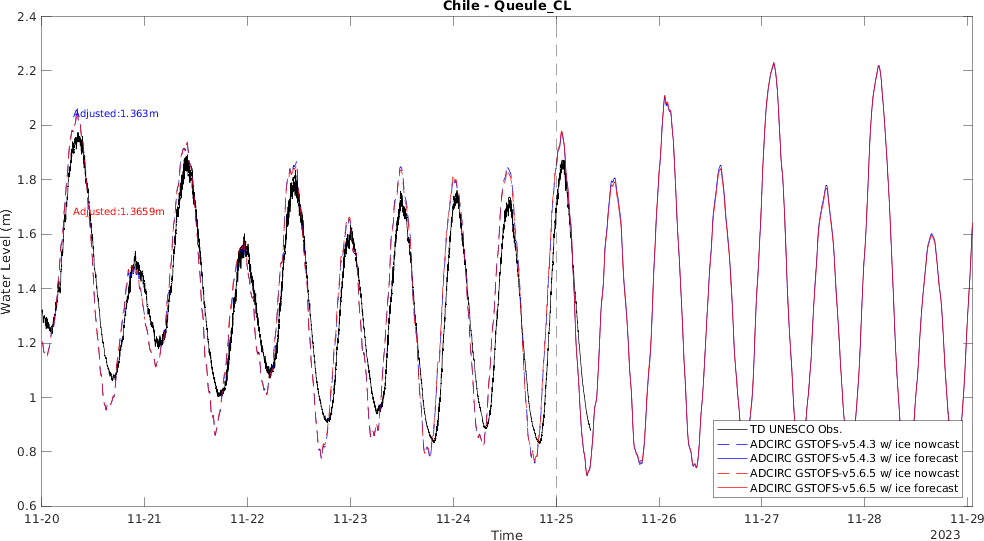 Chile - Queule_CL
2.4
2.2
2
1.8
1.6
1.4
1.2
1
0.8
0.6
Water Level (m)
Adjusted:1.363m
Adjusted:1.3659m
TD UNESCO Obs.
ADCIRC GSTOFS-v5.4.3 w/ ice nowcast
ADCIRC GSTOFS-v5.4.3 w/ ice forecast
ADCIRC GSTOFS-v5.6.5 w/ ice nowcast
ADCIRC GSTOFS-v5.6.5 w/ ice forecast
11-20 11-21 11-22 11-23 11-24 11-25 11-26 11-27 11-28 11-29
Time
2023